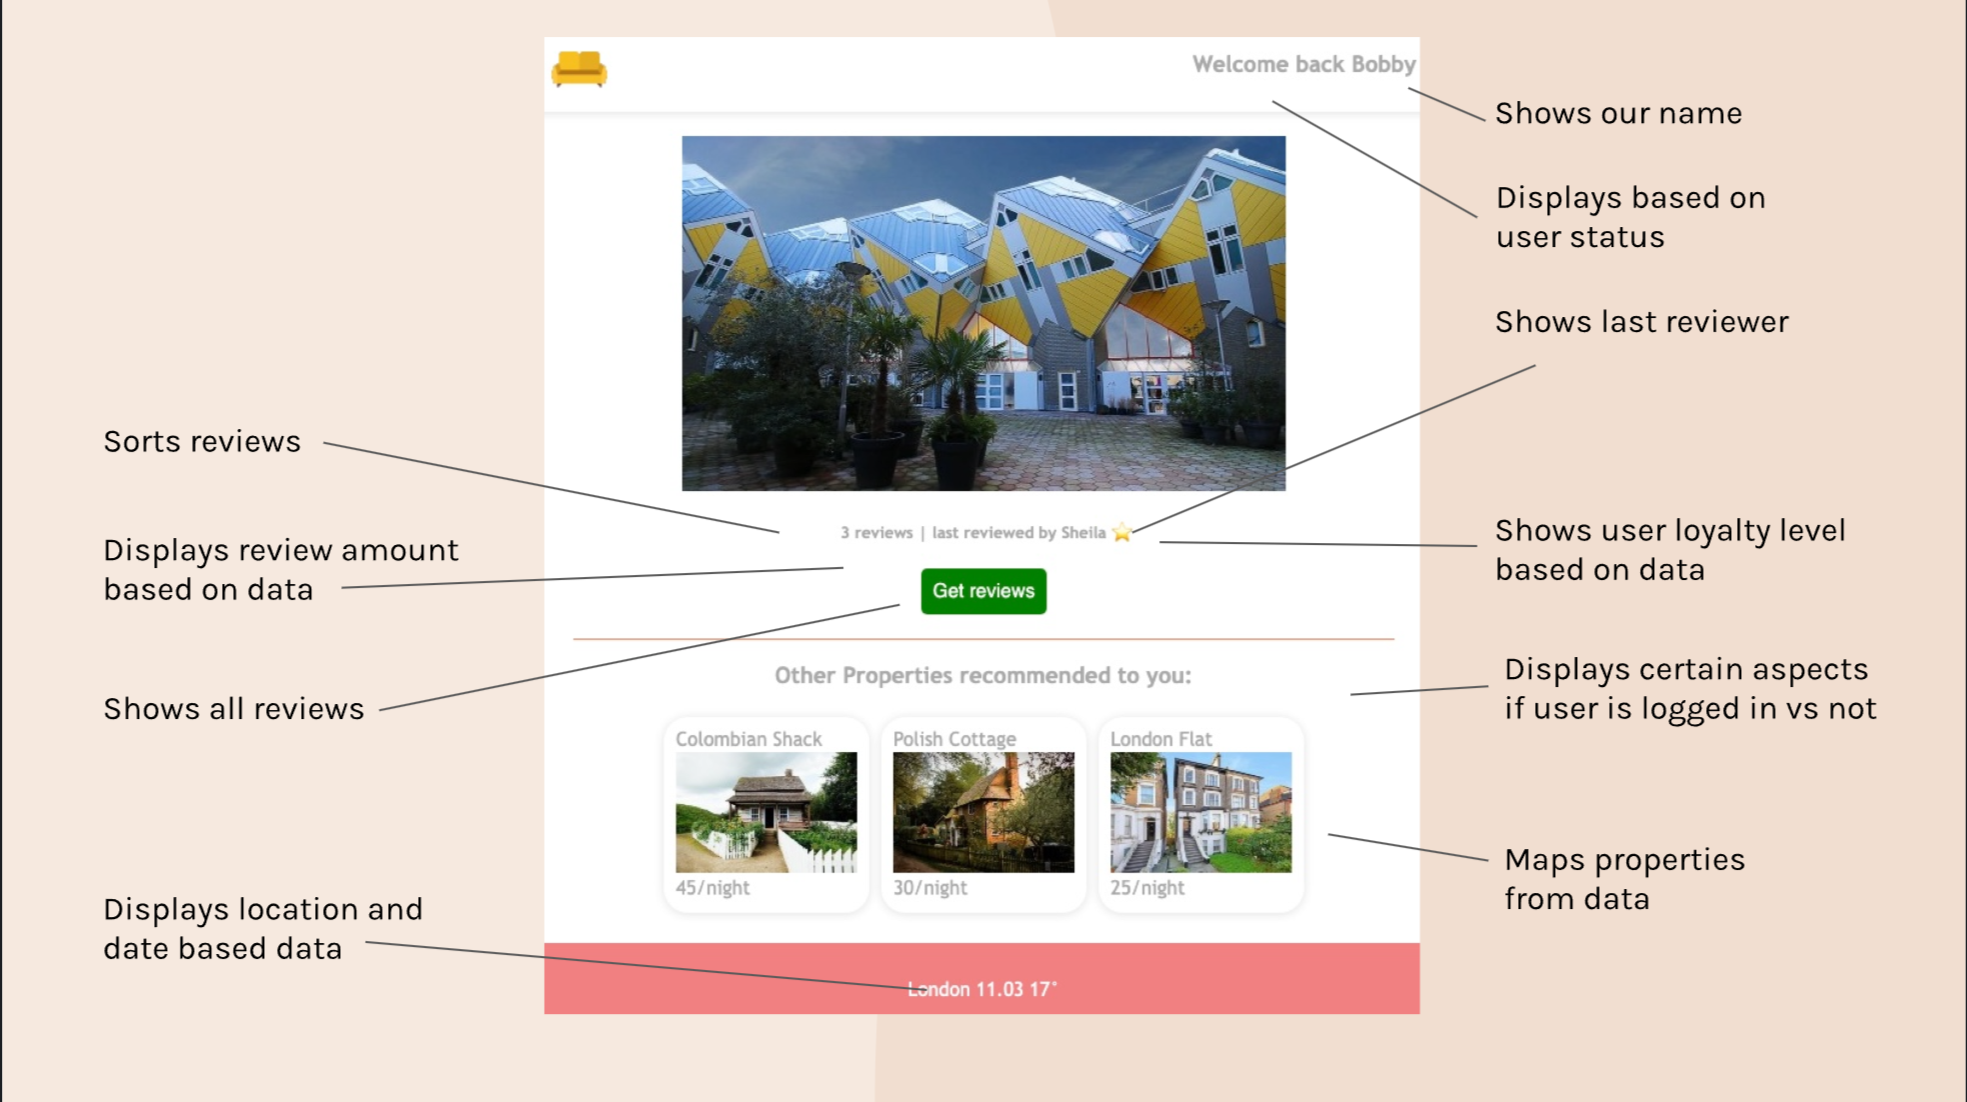 Welcome back Bobby
Shows our name
Displays based on
user status
Shows last reviewer
Sorts reviews
Displays review amount
based on data
Shows all reviews
Displays location and
date based data
3 reviews | last reviewed by Sheila ⭐
Get reviews
Shows user loyalty level
based on data
Other Properties recommended to you:
Displays certain aspects
if user is logged in vs not
Colombian Shack
45/night
Polish Cottage
30/night
London Flat
25/night
Maps properties
from data
London 11.03 17°